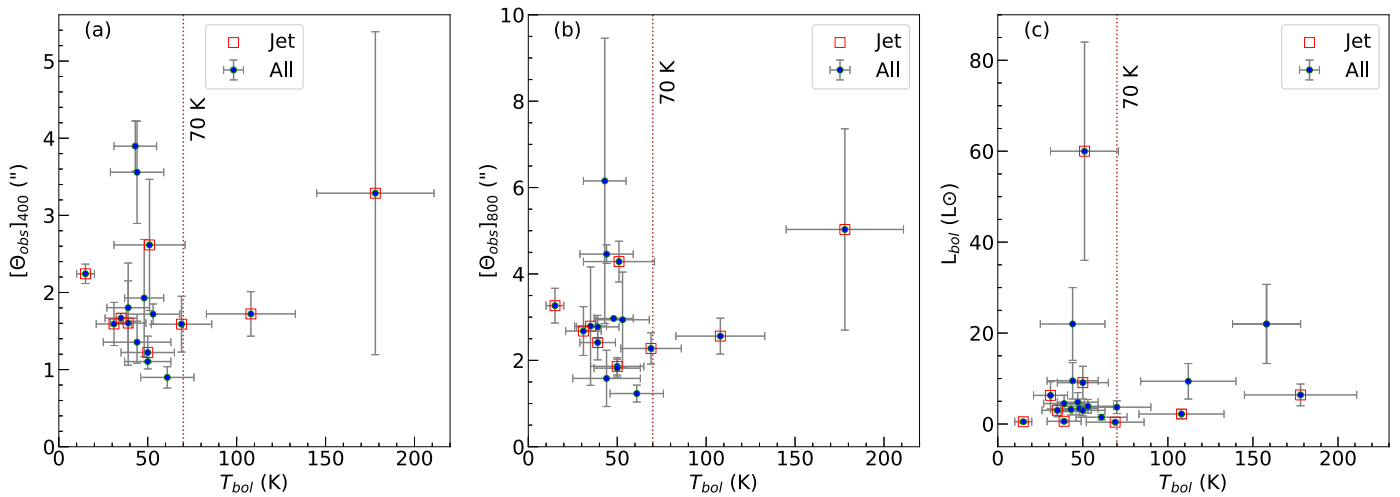 (a)
Jet
All
70 K
[Θobs]400 (")
0
1
2
3
4
5
0
50
100
150
200
Tbol (K)
(b)
Jet
All
70 K
[Θobs]800 (")
0
2
4
6
8
10
0
50
100
150
200
Tbol (K)
(c)
Jet
All
70 K
Lbol (L⊙)
0
20
40
60
80
0
50
100
150
200
Tbol (K)